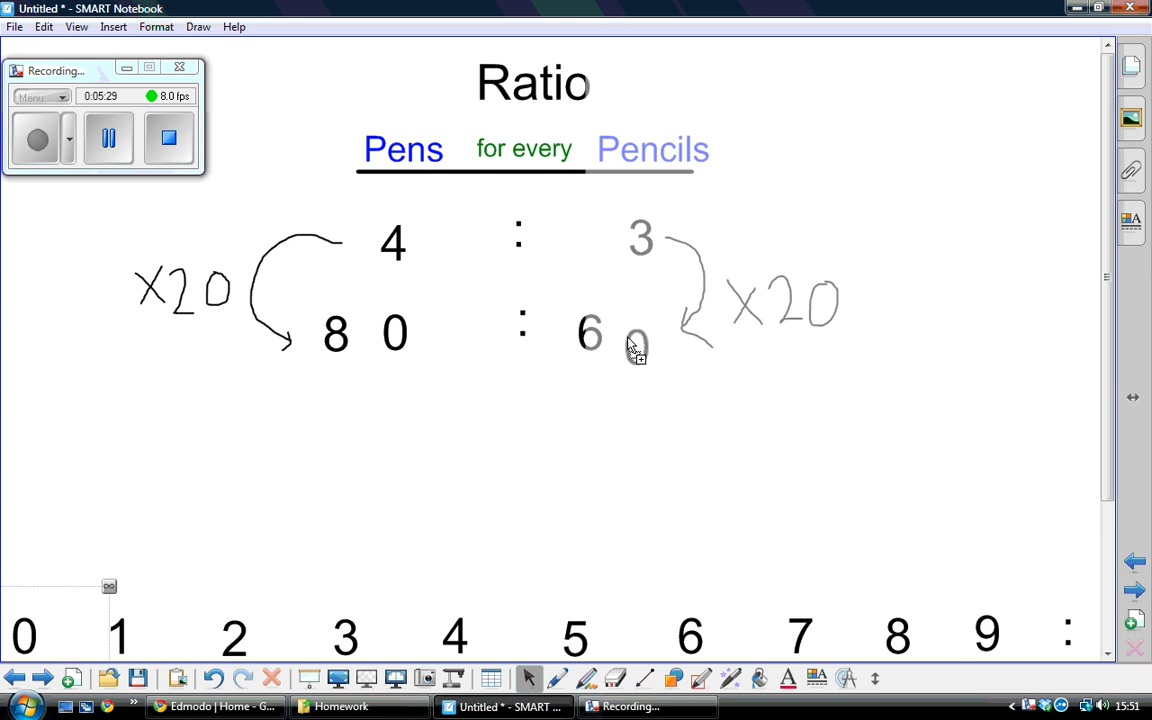 Untitled * - SMART Notebook
File Edit View Insert Format Draw Help
Recording...
Menu 0:05:29 8.0 fps
Ratio
Pens for every Pencils
4 : 3
X20 X20
80 : 60
0 1 2 3 4 5 6 7 8 9 :
Edmodo | Home - G... Homework Untitled * - SMART ... Recording... 15:51